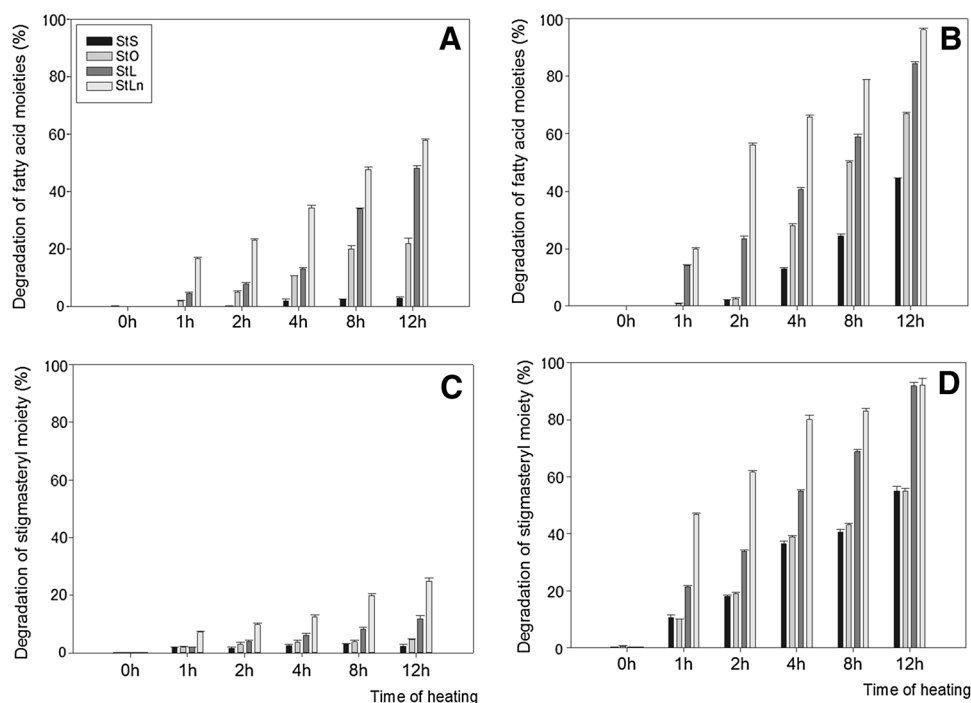 A
Degradation of fatty acid moieties (%)
100
80
60
40
20
0
StS
StO
StL
StLn
0h 1h 2h 4h 8h 12h
B
Degradation of fatty acid moieties (%)
100
80
60
40
20
0
0h 1h 2h 4h 8h 12h
C
Degradation of stigmasteryl moiety (%)
100
80
60
40
20
0
0h 1h 2h 4h 8h 12h
Time of heating
D
Degradation of stigmasteryl moiety (%)
100
80
60
40
20
0
0h 1h 2h 4h 8h 12h
Time of heating